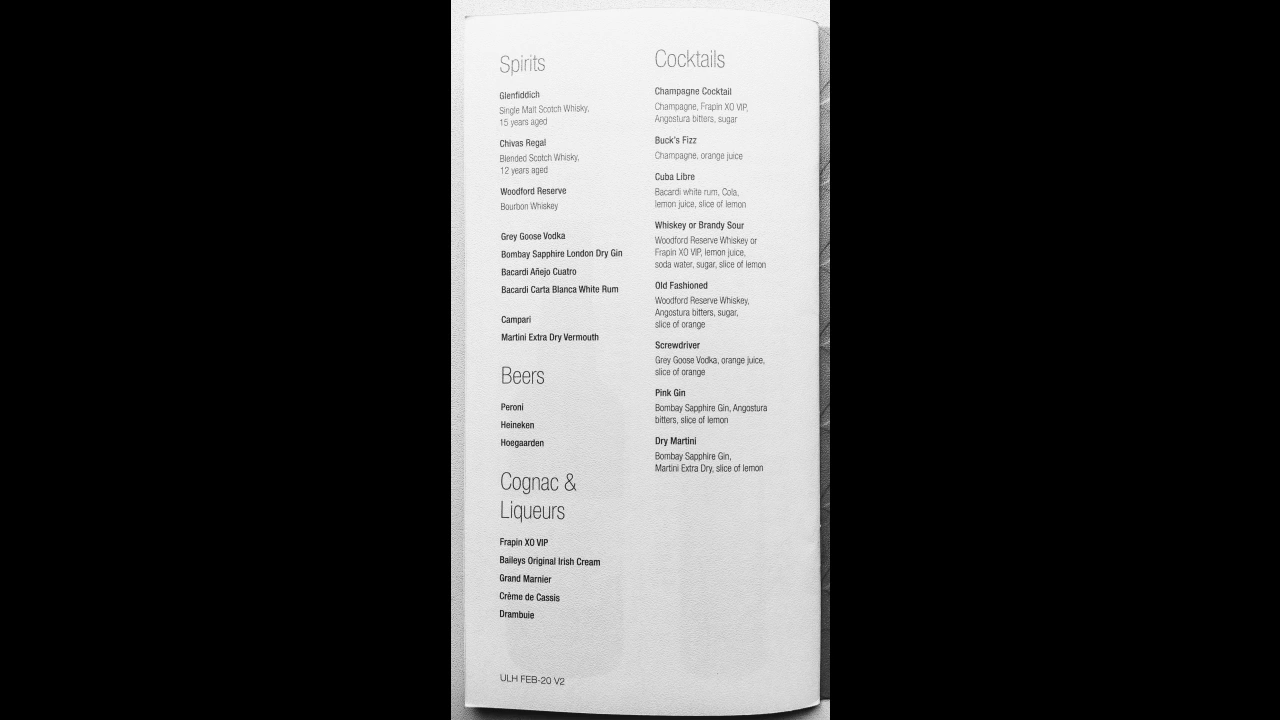 Spirits
Glenfiddich
Single Malt Scotch Whisky,
15 years aged
Chivas Regal
Blended Scotch Whisky,
12 years aged
Woodford Reserve
Bourbon Whiskey
Grey Goose Vodka
Bombay Sapphire London Dry Gin
Bacardi Añejo Cuatro
Bacardi Carta Blanca White Rum
Campari
Martini Extra Dry Vermouth
Beers
Peroni
Heineken
Hoegaarden
Cognac &
Liqueurs
Frapin XO VIP
Baileys Original Irish Cream
Grand Marnier
Crème de Cassis
Drambuie
ULH FEB-20 V2
Cocktails
Champagne Cocktail
Champagne, Frapin XO VIP,
Angostura bitters, sugar
Buck's Fizz
Champagne, orange juice
Cuba Libre
Bacardi white rum, Cola,
lemon juice, slice of lemon
Whiskey or Brandy Sour
Woodford Reserve Whiskey or
Frapin XO VIP, lemon juice,
soda water, sugar, slice of lemon
Old Fashioned
Woodford Reserve Whiskey,
Angostura bitters, sugar,
slice of orange
Screwdriver
Grey Goose Vodka, orange juice,
slice of orange
Pink Gin
Bombay Sapphire Gin, Angostura
bitters, slice of lemon
Dry Martini
Bombay Sapphire Gin,
Martini Extra Dry, slice of lemon